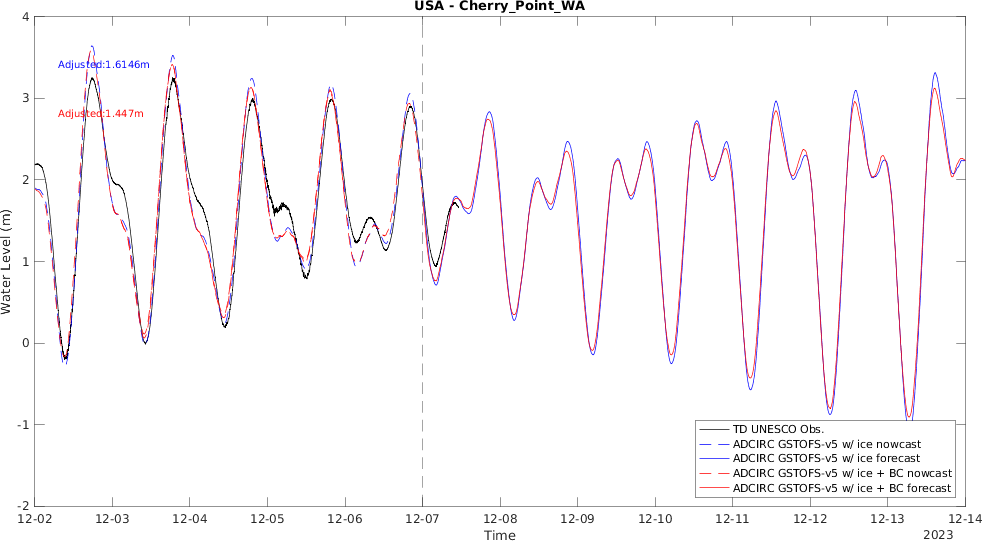 USA - Cherry_Point_WA
4
3
2
1
0
-1
-2
Water Level (m)
Adjusted:1.6146m
Adjusted:1.447m
TD UNESCO Obs.
ADCIRC GSTOFS-v5 w/ ice nowcast
ADCIRC GSTOFS-v5 w/ ice forecast
ADCIRC GSTOFS-v5 w/ ice + BC nowcast
ADCIRC GSTOFS-v5 w/ ice + BC forecast
12-02 12-03 12-04 12-05 12-06 12-07 12-08 12-09 12-10 12-11 12-12 12-13 12-14
Time
2023